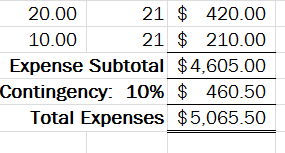 20.00 21 $ 420.00
10.00 21 $ 210.00
Expense Subtotal $4,605.00
Contingency: 10% $ 460.50
Total Expenses $5,065.50